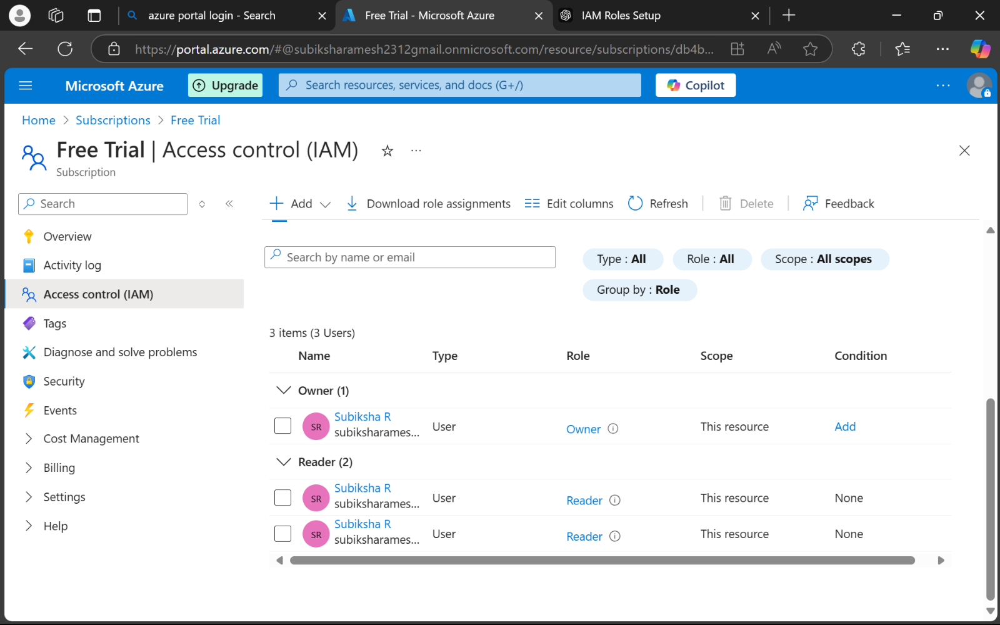 azure portal login - Search
Free Trial - Microsoft Azure
IAM Roles Setup
https://portal.azure.com/#@subiksharamesh2312gmail.onmicrosoft.com/resource/subscriptions/db4b...
Microsoft Azure
Upgrade
Search resources, services, and docs (G+/)
Copilot
Home > Subscriptions > Free Trial
Free Trial | Access control (IAM)
Subscription
Search
Add
Download role assignments
Edit columns
Refresh
Delete
Feedback
Overview
Activity log
Access control (IAM)
Tags
Diagnose and solve problems
Security
Events
Cost Management
Billing
Settings
Help
Search by name or email
Type : All
Role : All
Scope : All scopes
Group by : Role
3 items (3 Users)
Name Type Role Scope Condition
Owner (1)
SR Subiksha R
subiksharames... User Owner This resource Add
Reader (2)
SR Subiksha R
subiksharames... User Reader This resource None
SR Subiksha R
subiksharames... User Reader This resource None